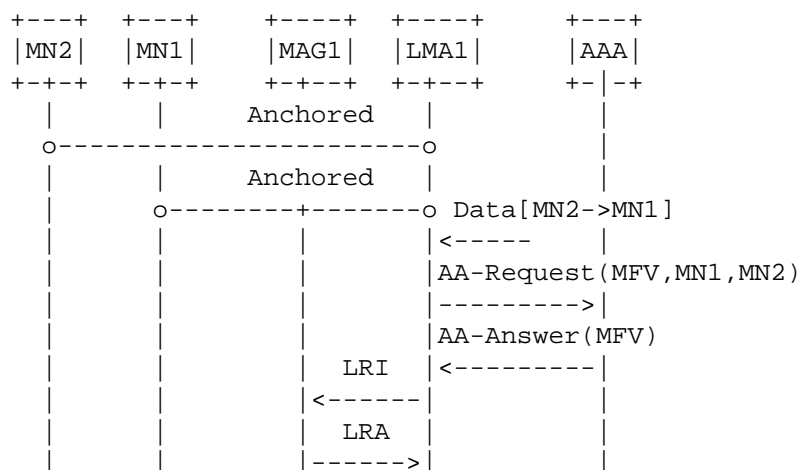 +---+  +---+    +----+  +----+     +---+
|MN2|  |MN1|    |MAG1|  |LMA1|     |AAA|
+-+-+  +-+-+    +-+--+  +-+--+     +-|-+
  |      |     Anchored   |          |
  o-----------------------o          |
  |      |     Anchored   |          |
  |      o--------+-------o Data[MN2->MN1]
  |      |        |       |<-----    |
  |      |        |       |AA-Request(MFV,MN1,MN2)
  |      |        |       |--------->|
  |      |        |       |AA-Answer(MFV)
  |      |        |  LRI  |<---------|
  |      |        |<------|          |
  |      |        |  LRA  |          |
  |      |        |------>|          |